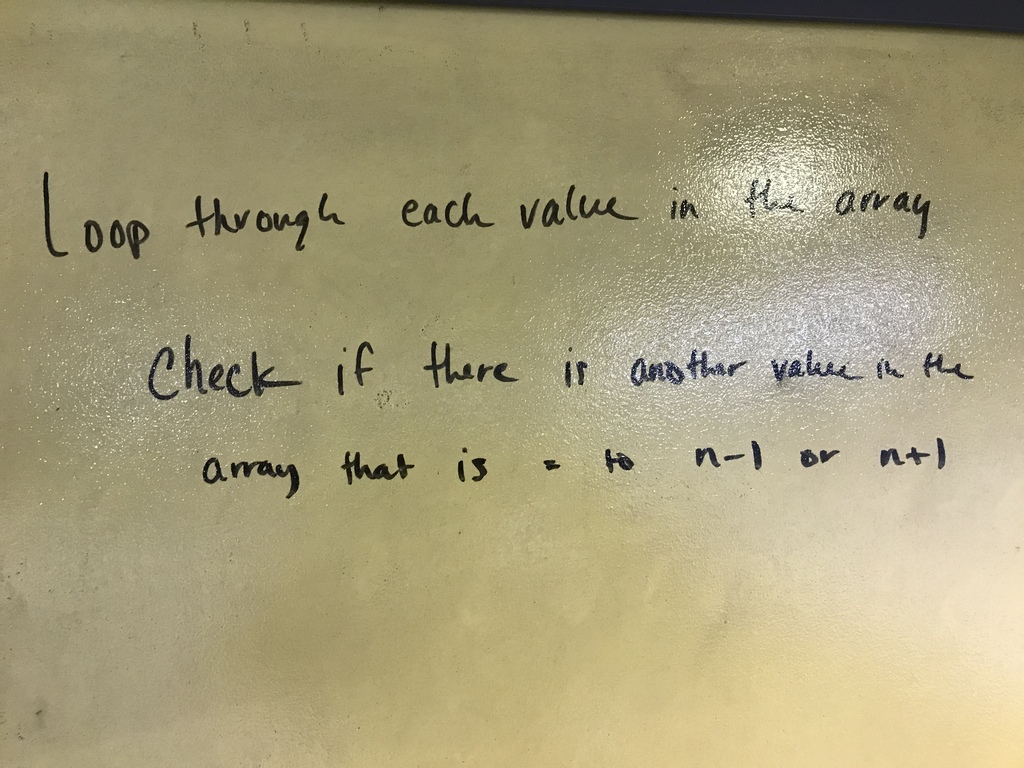 Loop through each value in the array
Check if there is another value in the
array that is = to n-1 or n+1